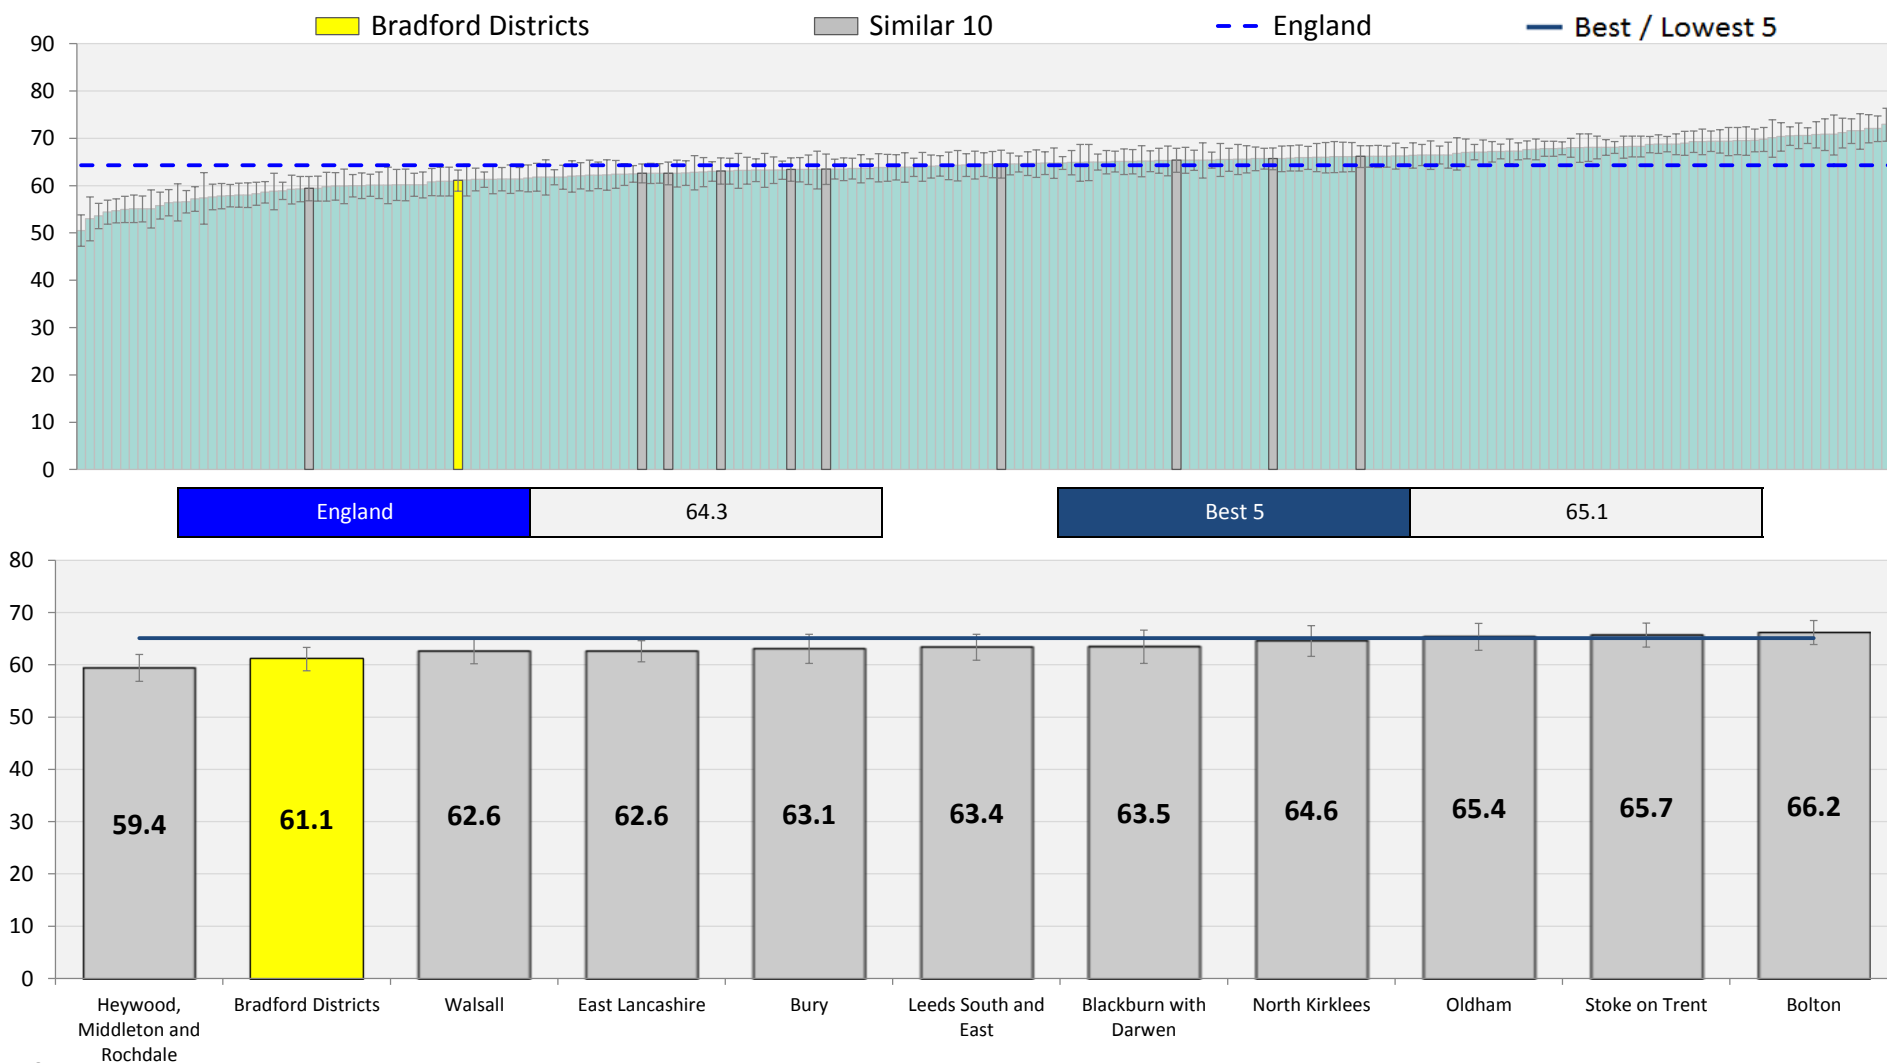 Bradford Districts Similar 10 England Best / Lowest 5
90
80
70
60
50
40
30
20
10
0
England 64.3 Best 5 65.1
80
70
60
50
40
30
20
10
0
59.4 61.1 62.6 62.6 63.1 63.4 63.5 64.6 65.4 65.7 66.2
Heywood, Middleton and Rochdale
Bradford Districts
Walsall
East Lancashire
Bury
Leeds South and East
Blackburn with Darwen
North Kirklees
Oldham
Stoke on Trent
Bolton